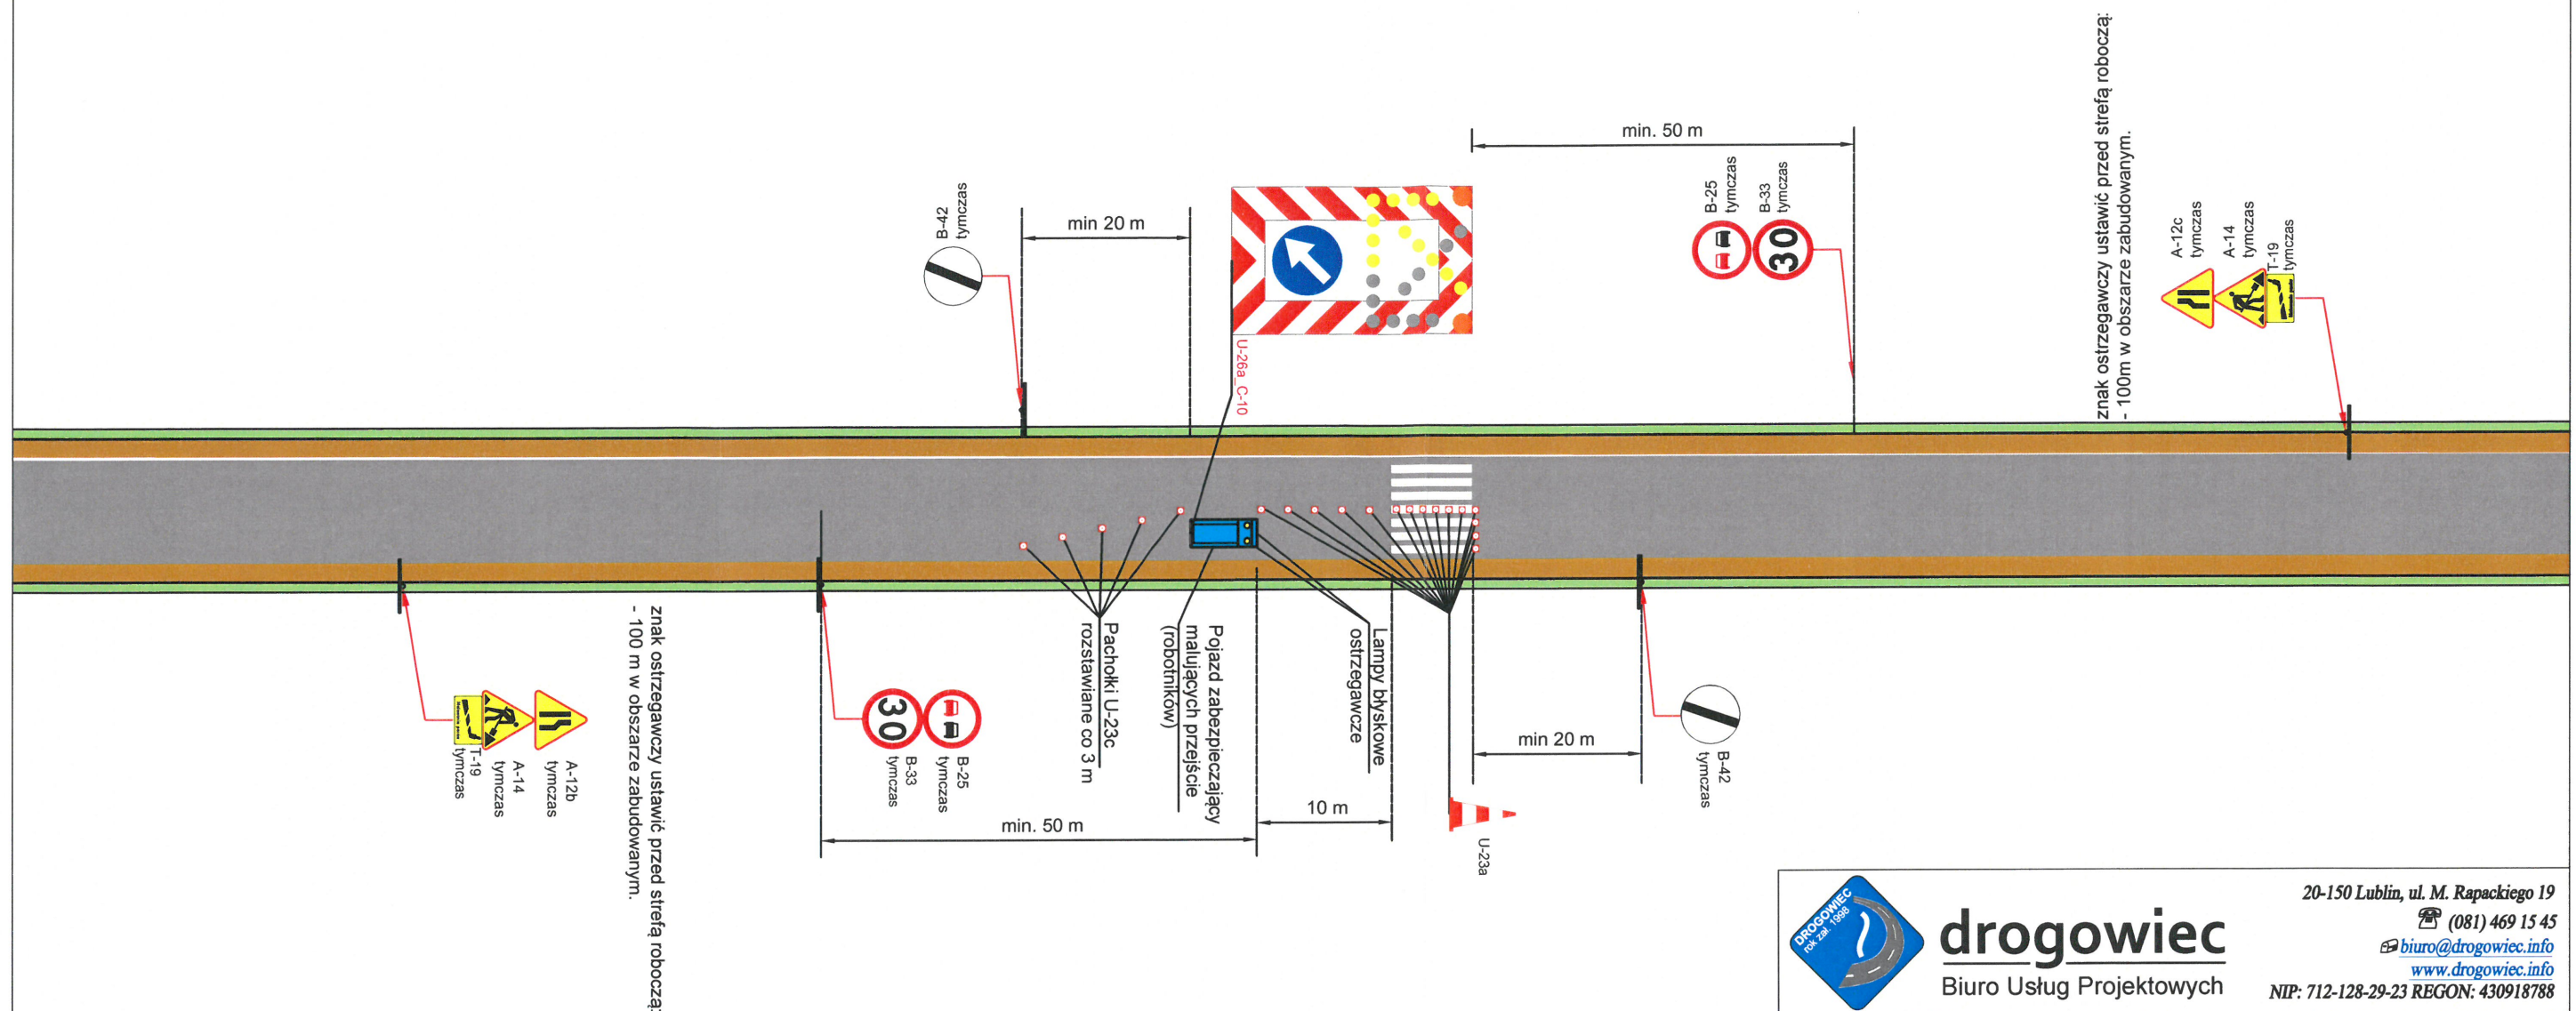 znak ostrzegawczy ustawić przed strefą roboczą:
- 100m w obszarze zabudowanym.
min. 50 m
B-25
tymczas
B-33
tymczas
30
A-12c
tymczas
A-14
tymczas
T-19
tymczas
B-42
tymczas
min 20 m
U-26a_C-10
znak ostrzegawczy ustawić przed strefą roboczą:
- 100 m w obszarze zabudowanym.
A-12b
tymczas
A-14
tymczas
T-19
tymczas
B-25
tymczas
B-33
tymczas
30
Pachołki U-23c
rozstawiane co 3 m
Pojazd zabezpieczający
malujących przejście
(robotników)
Lampy błyskowe
ostrzegawcze
min. 50 m
10 m
min 20 m
U-23a
B-42
tymczas
DROGOWIEC
rok zał. 1998
drogowiec
Biuro Usług Projektowych
20-150 Lublin, ul. M. Rapackiego 19
(081) 469 15 45
biuro@drogowiec.info
www.drogowiec.info
NIP: 712-128-29-23 REGON: 430918788